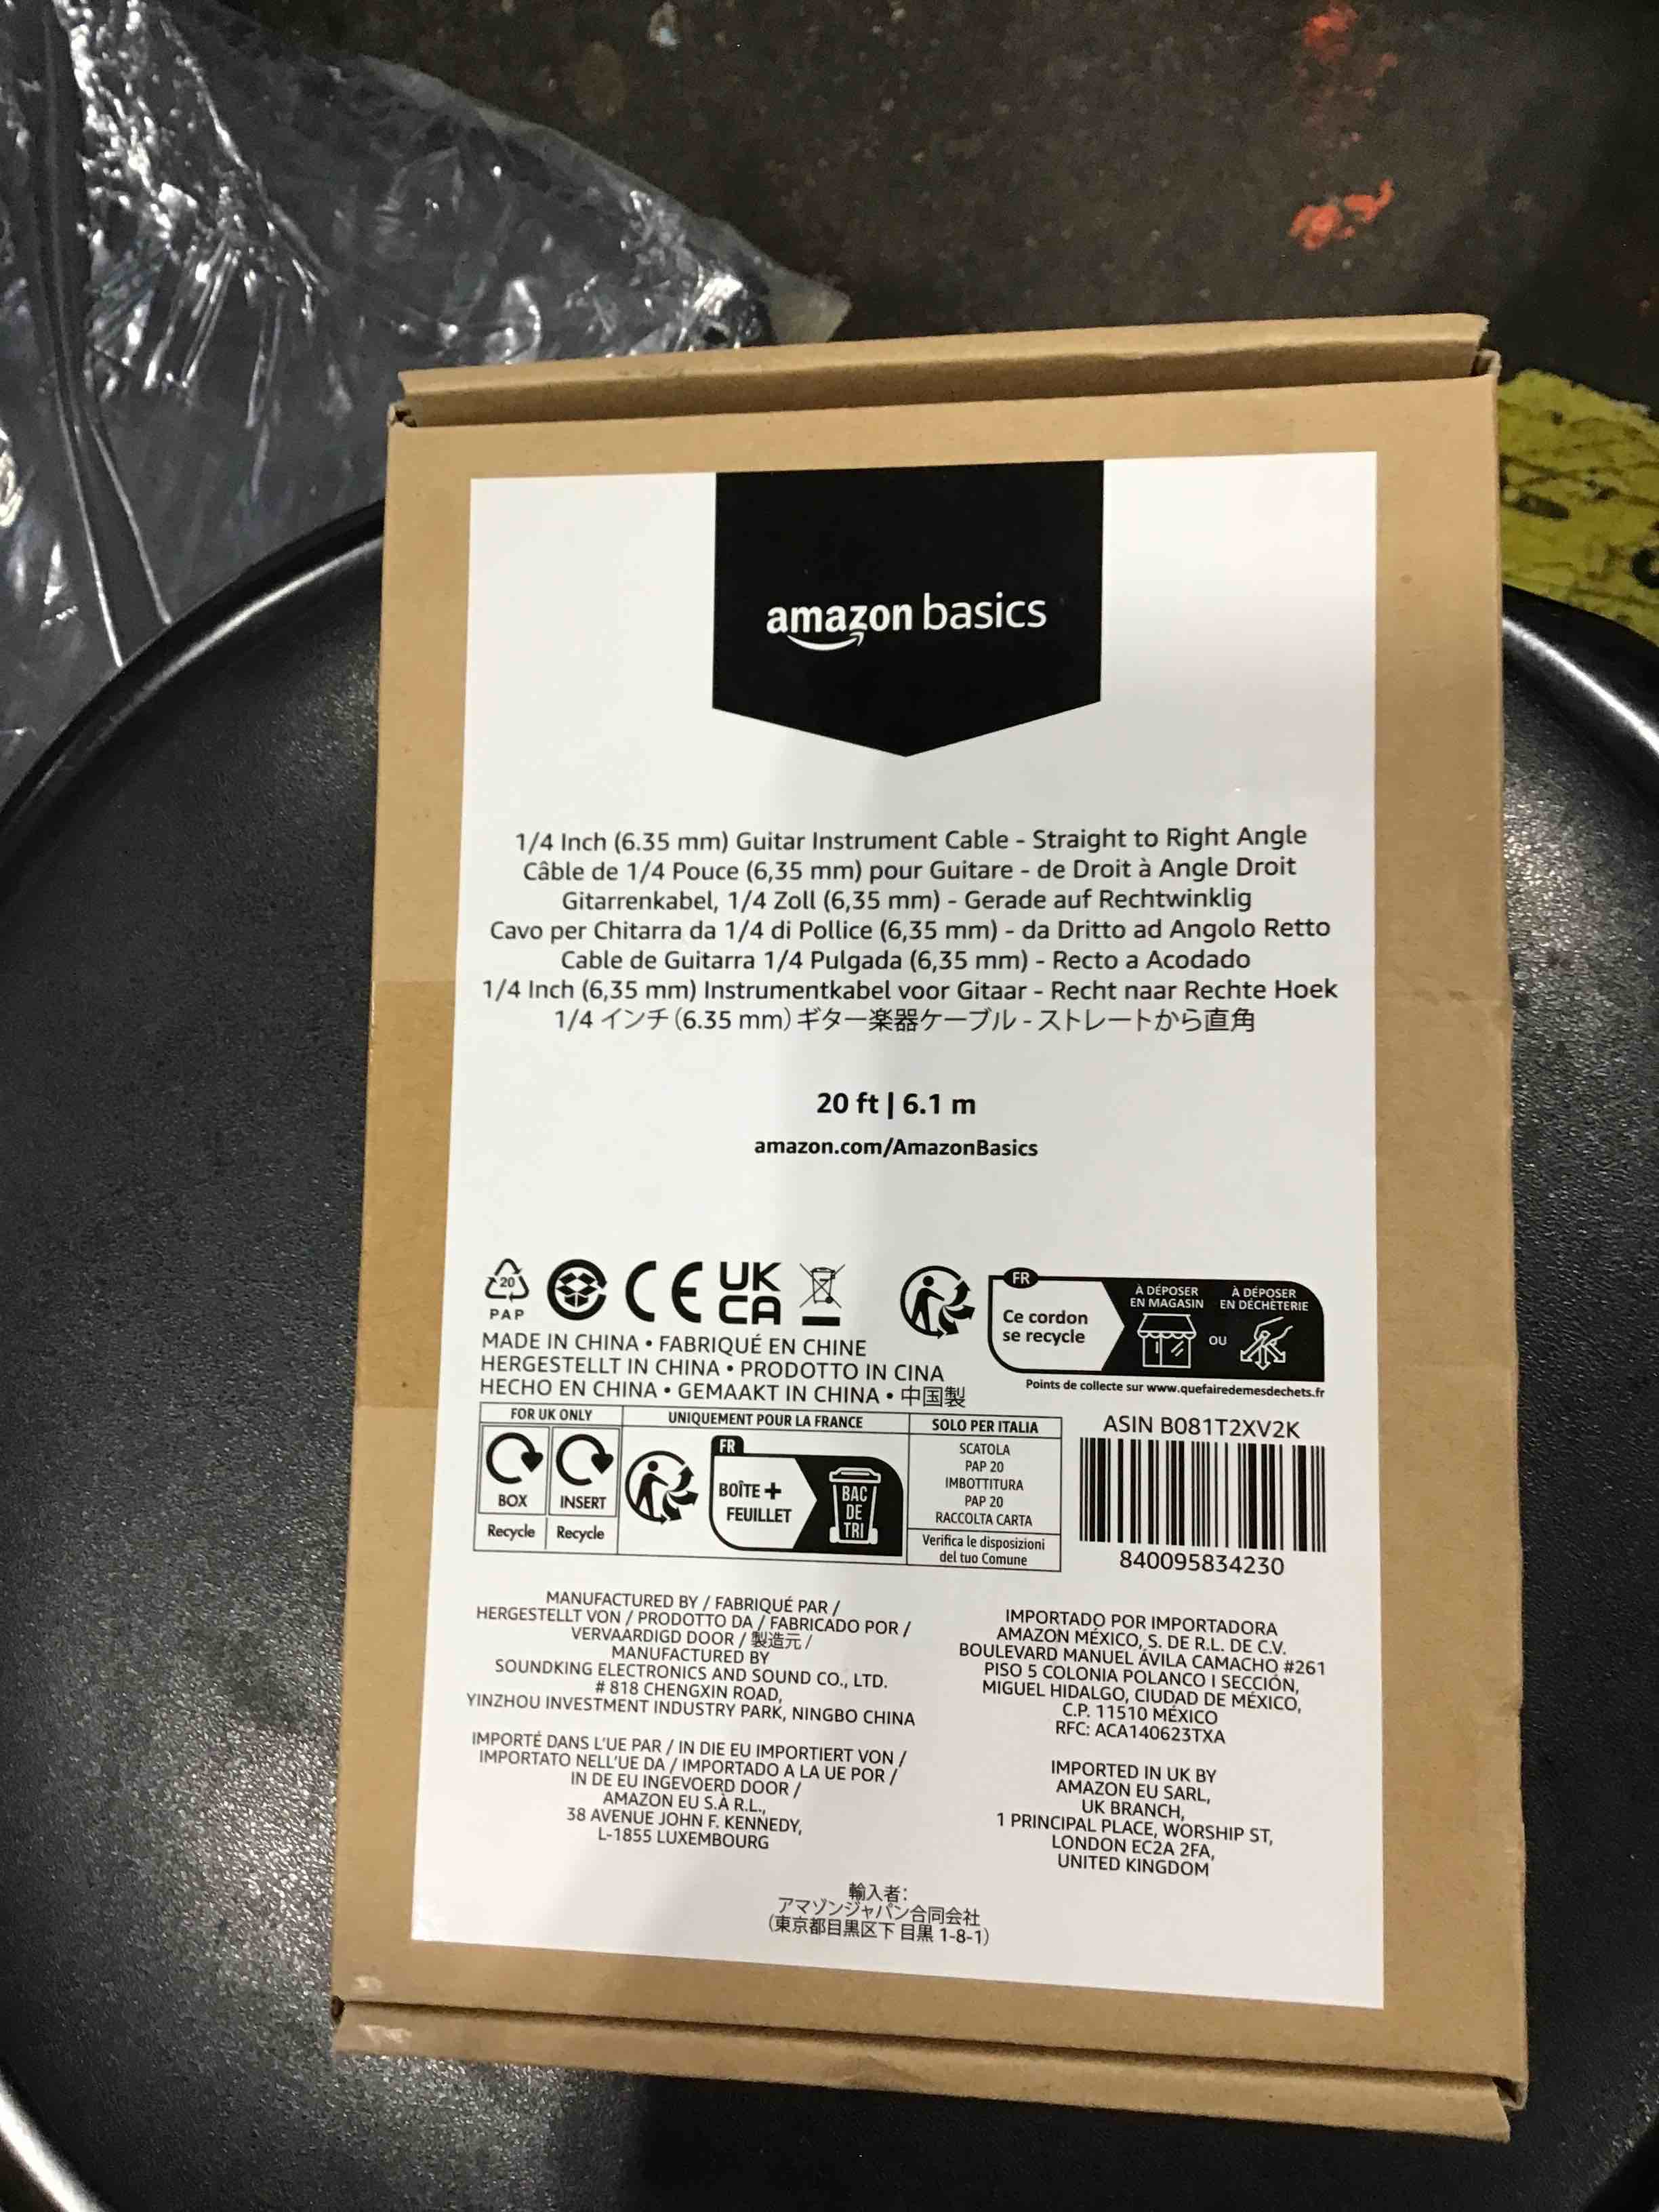 amazon basics
1/4 Inch (6.35 mm) Guitar Instrument Cable - Straight to Right Angle
Câble de 1/4 Pouce (6,35 mm) pour Guitare - de Droit à Angle Droit
Gitarrenkabel, 1/4 Zoll (6,35 mm) - Gerade auf Rechtwinklig
Cavo per Chitarra da 1/4 di Pollice (6,35 mm) - da Dritto ad Angolo Retto
Cable de Guitarra 1/4 Pulgada (6,35 mm) - Recto a Acodado
1/4 Inch (6,35 mm) Instrumentkabel voor Gitaar - Recht naar Rechte Hoek
1/4 インチ (6.35 mm) ギター楽器ケーブル - ストレートから直角
20 ft | 6.1 m
amazon.com/AmazonBasics
20
PAP
CE
UK
CA
FR
Ce cordon
se recycle
À DÉPOSER
EN MAGASIN
OU
À DÉPOSER
EN DÉCHÈTERIE
Points de collecte sur www.quefairedemesdechets.fr
MADE IN CHINA • FABRIQUÉ EN CHINE
HERGESTELLT IN CHINA • PRODOTTO IN CINA
HECHO EN CHINA • GEMAAKT IN CHINA • 中国製
FOR UK ONLY
BOX
INSERT
Recycle
Recycle
UNIQUEMENT POUR LA FRANCE
FR
BOÎTE +
FEUILLET
BAC
DE
TRI
SOLO PER ITALIA
SCATOLA
PAP 20
IMBOTTITURA
PAP 20
RACCOLTA CARTA
Verifica le disposizioni
del tuo Comune
ASIN B081T2XV2K
840095834230
MANUFACTURED BY / FABRIQUÉ PAR /
HERGESTELLT VON / PRODOTTO DA / FABRICADO POR /
VERVAARDIGD DOOR / 製造元 /
MANUFACTURED BY
SOUNDKING ELECTRONICS AND SOUND CO., LTD.
# 818 CHENGXIN ROAD,
YINZHOU INVESTMENT INDUSTRY PARK, NINGBO CHINA
IMPORTÉ DANS L'UE PAR / IN DIE EU IMPORTIERT VON /
IMPORTATO NELL'UE DA / IMPORTADO A LA UE POR /
IN DE EU INGEVOERD DOOR /
AMAZON EU S.À R.L.,
38 AVENUE JOHN F. KENNEDY,
L-1855 LUXEMBOURG
IMPORTADO POR IMPORTADORA
AMAZON MÉXICO, S. DE R.L. DE C.V.
BOULEVARD MANUEL ÁVILA CAMACHO #261
PISO 5 COLONIA POLANCO I SECCIÓN,
MIGUEL HIDALGO, CIUDAD DE MÉXICO,
C.P. 11510 MÉXICO
RFC: ACA140623TXA
IMPORTED IN UK BY
AMAZON EU SARL,
UK BRANCH,
1 PRINCIPAL PLACE, WORSHIP ST,
LONDON EC2A 2FA,
UNITED KINGDOM
輸入者:
アマゾンジャパン合同会社
(東京都目黒区下目黒 1-8-1)